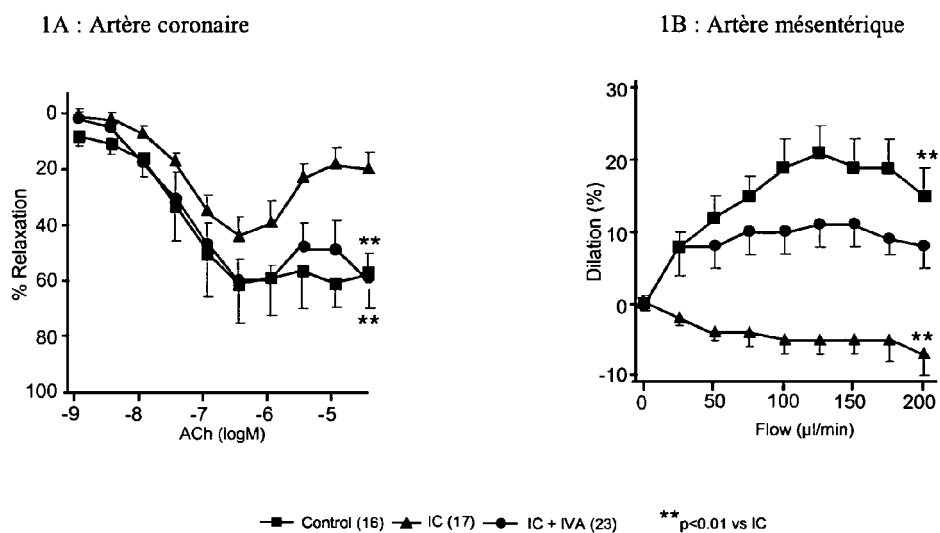 1A : Artère coronaire
1B : Artère mésentérique
% Relaxation
0
20
40
60
80
100
**
**
-9 -8 -7 -6 -5
ACh (logM)
Dilation (%)
30
20
10
0
-10
**
**
0 50 100 150 200
Flow (µl/min)
Control (16) IC (17) IC + IVA (23) **p<0.01 vs IC